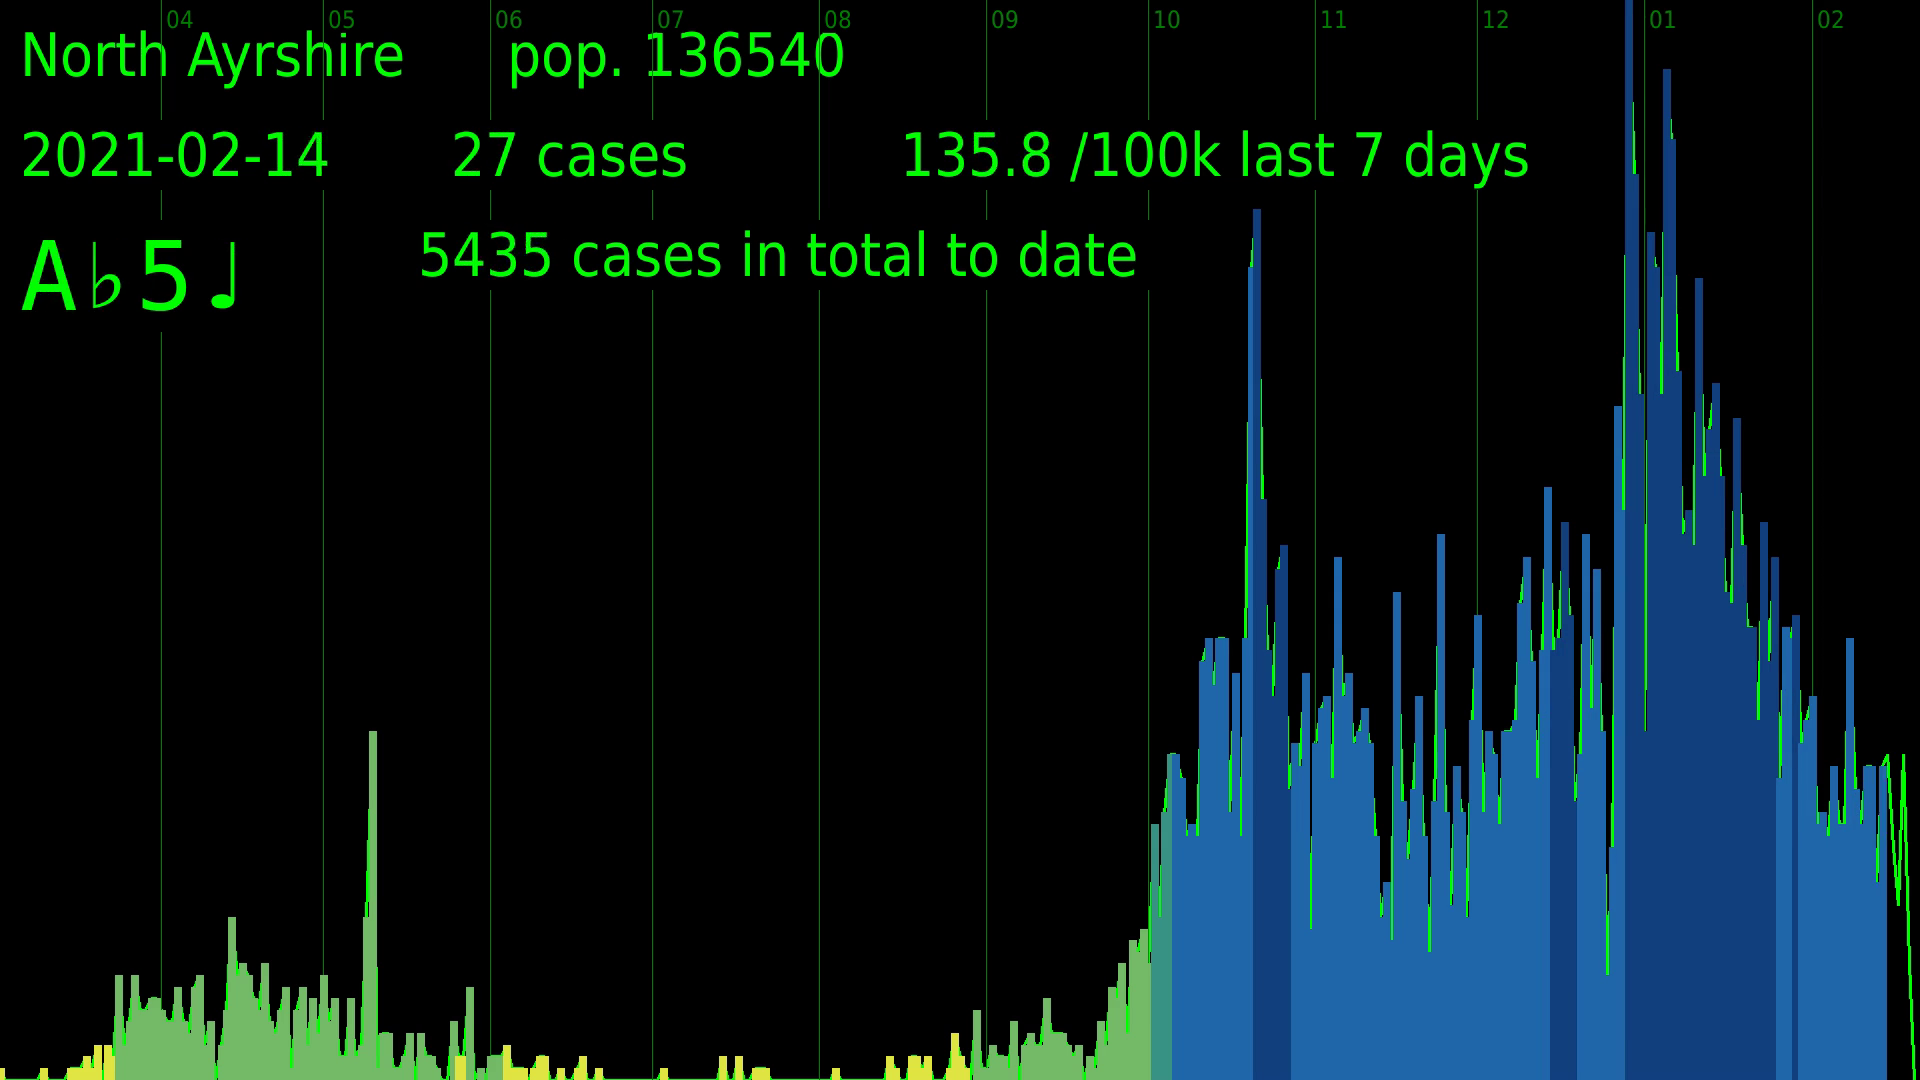 04 05 06 07 08 09 10 11 12 01 02
North Ayrshire pop. 136540
2021-02-14 27 cases 135.8 /100k last 7 days
5435 cases in total to date
A♭5♩